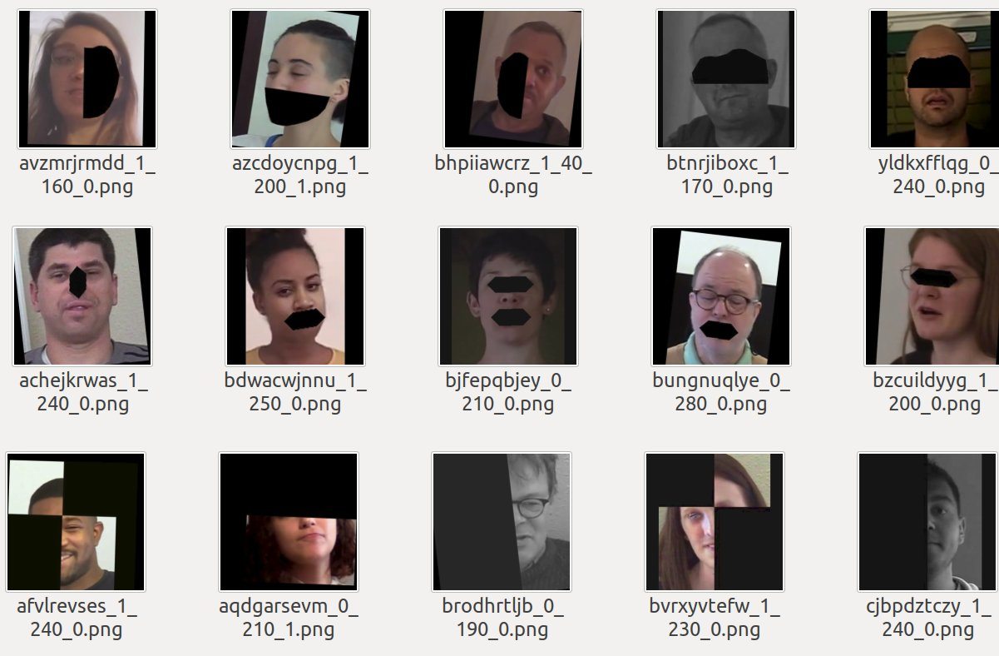 avzmrjrmdd_1_
160_0.png
azcdoycnpg_1_
200_1.png
bhpiiawcrz_1_40_
0.png
btnrjiboxc_1_
170_0.png
yldkxfflqg_0_
240_0.png
achejkrwas_1_
240_0.png
bdwacwjnnu_1_
250_0.png
bjfepqbjey_0_
210_0.png
bungnuqlye_0_
280_0.png
bzcuildyyg_1_
200_0.png
afvlrevses_1_
240_0.png
aqdgarsevm_0_
210_1.png
brodhrtljb_0_
190_0.png
bvrxyvtefw_1_
230_0.png
cjbpdztczy_1_
240_0.png